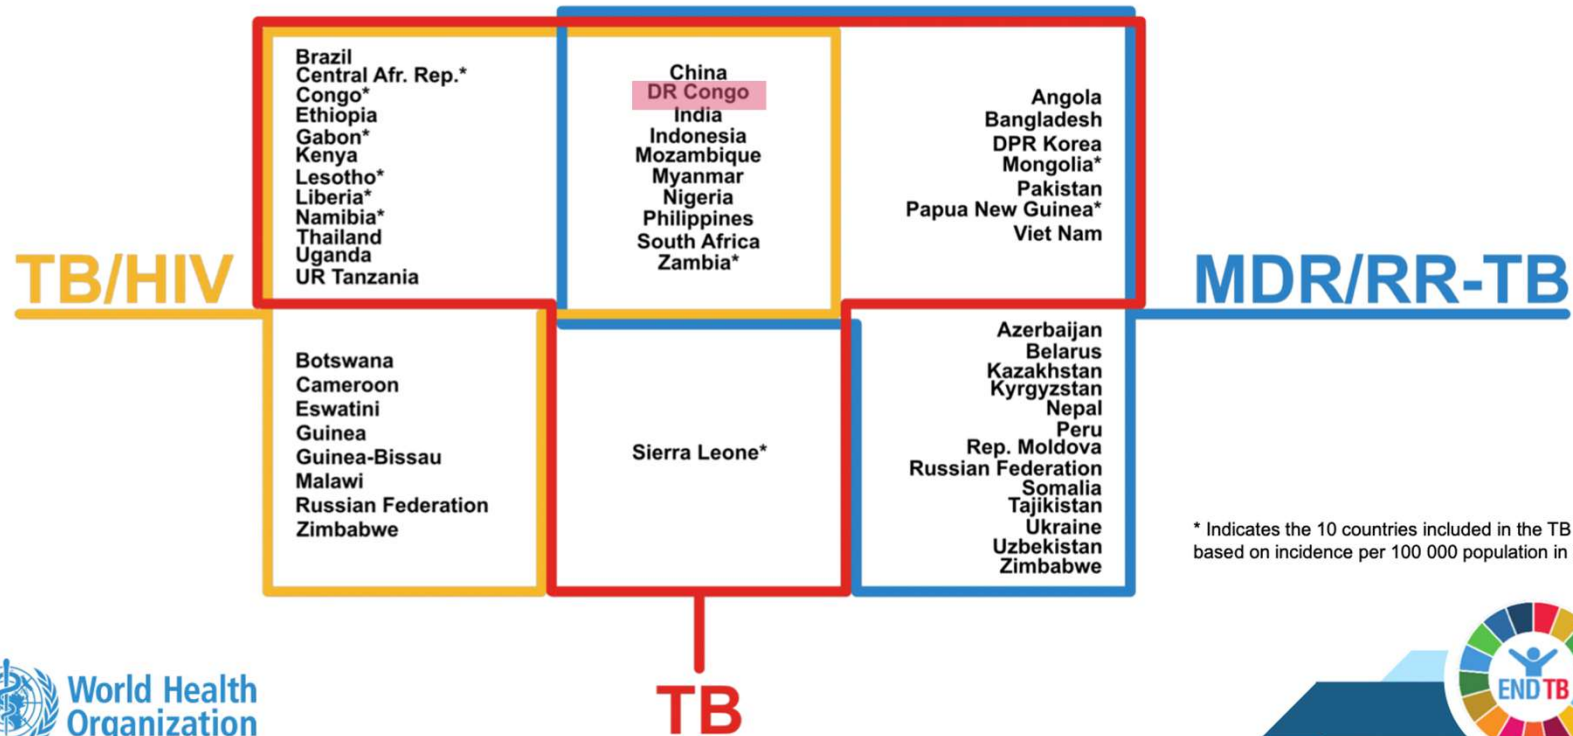 Brazil
Central Afr. Rep.*
Congo*
Ethiopia
Gabon*
Kenya
Lesotho*
Liberia*
Namibia*
Thailand
Uganda
UR Tanzania
China
DR Congo
India
Indonesia
Mozambique
Myanmar
Nigeria
Philippines
South Africa
Zambia*
Angola
Bangladesh
DPR Korea
Mongolia*
Pakistan
Papua New Guinea*
Viet Nam
TB/HIV
MDR/RR-TB
Botswana
Cameroon
Eswatini
Guinea
Guinea-Bissau
Malawi
Russian Federation
Zimbabwe
Sierra Leone*
Azerbaijan
Belarus
Kazakhstan
Kyrgyzstan
Nepal
Peru
Rep. Moldova
Russian Federation
Somalia
Tajikistan
Ukraine
Uzbekistan
Zimbabwe
* Indicates the 10 countries included in the TB
based on incidence per 100 000 population in
TB
World Health
Organization
END TB